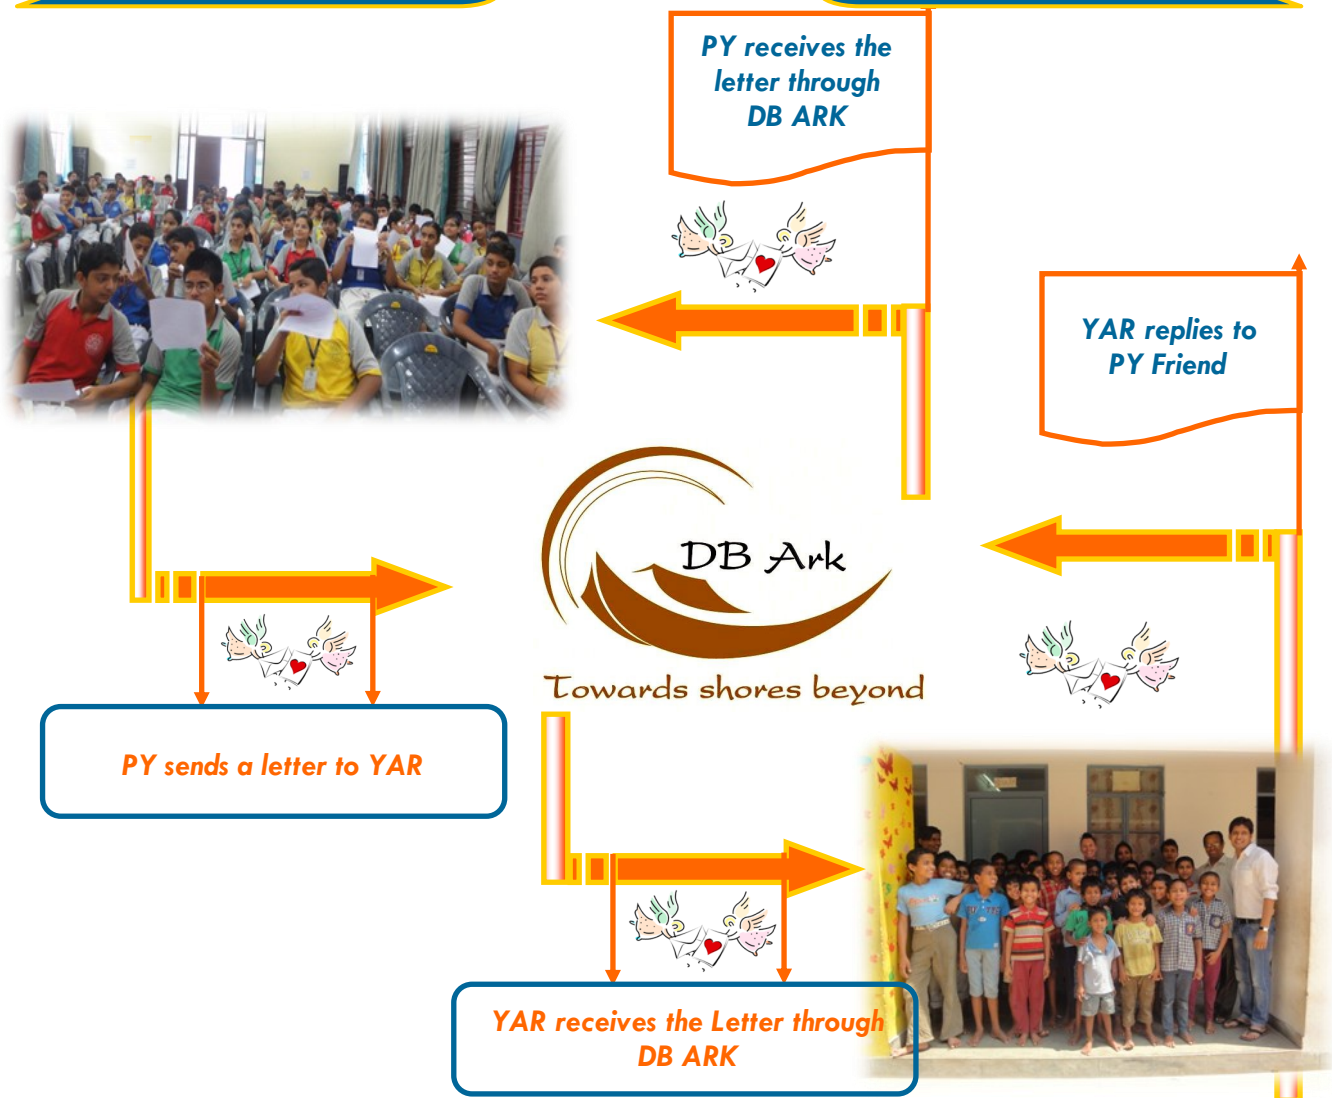 PY receives the
letter through
DB ARK
YAR replies to
PY Friend
DB Ark
Towards shores beyond
PY sends a letter to YAR
YAR receives the Letter through
DB ARK